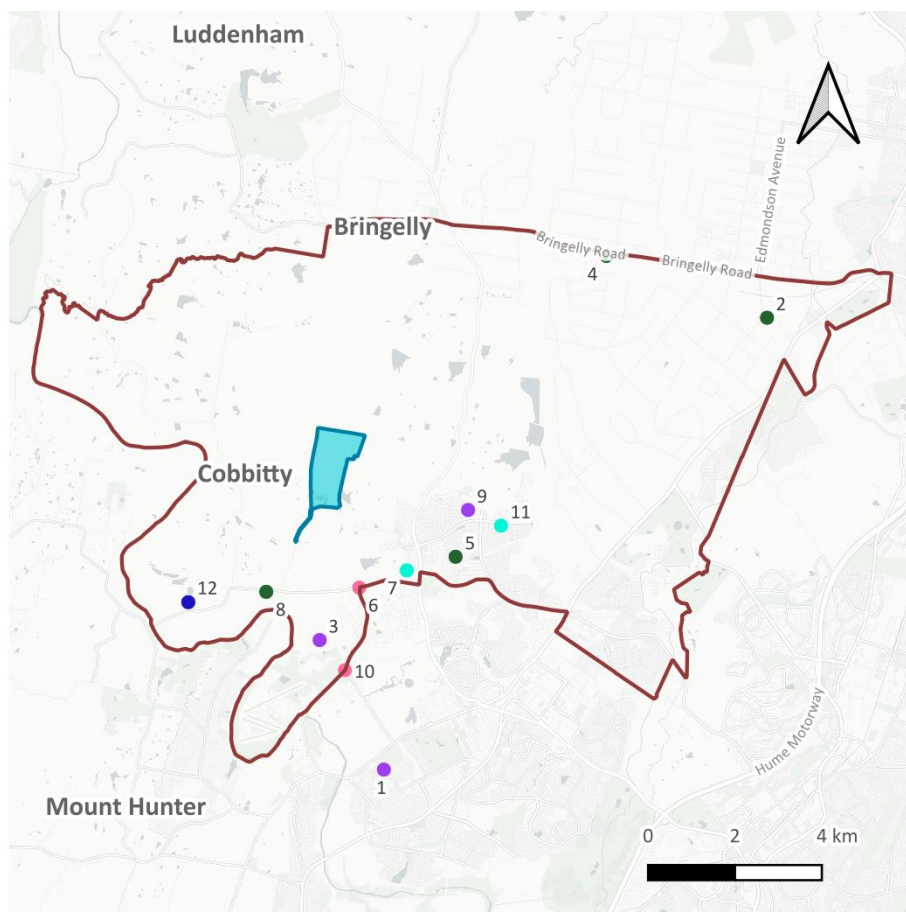 Luddenham
Edmondson Avenue
Bringelly
Bringelly Road
Bringelly Road
4
2
Cobbitty
9
11
5
12
8
7
6
3
10
1
Hume Motorway
Mount Hunter
0 2 4 km